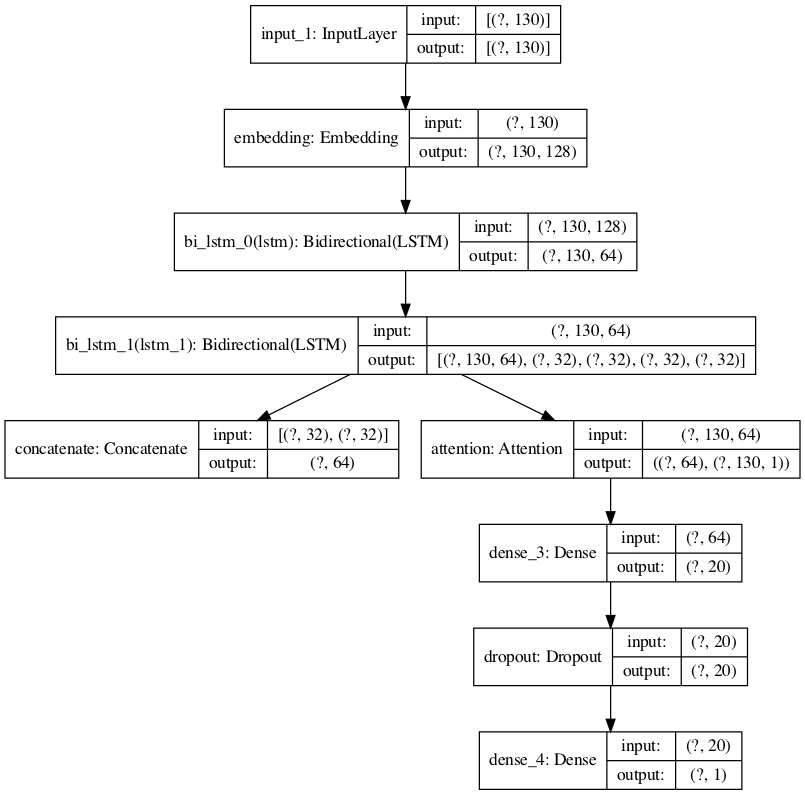 input_1: InputLayer
input:
[(?, 130)]
output:
[(?, 130)]
embedding: Embedding
input:
(?, 130)
output:
(?, 130, 128)
bi_lstm_0(lstm): Bidirectional(LSTM)
input:
(?, 130, 128)
output:
(?, 130, 64)
bi_lstm_1(lstm_1): Bidirectional(LSTM)
input:
(?, 130, 64)
output:
[(?, 130, 64), (?, 32), (?, 32), (?, 32), (?, 32)]
concatenate: Concatenate
input:
[(?, 32), (?, 32)]
output:
(?, 64)
attention: Attention
input:
(?, 130, 64)
output:
((?, 64), (?, 130, 1))
dense_3: Dense
input:
(?, 64)
output:
(?, 20)
dropout: Dropout
input:
(?, 20)
output:
(?, 20)
dense_4: Dense
input:
(?, 20)
output:
(?, 1)